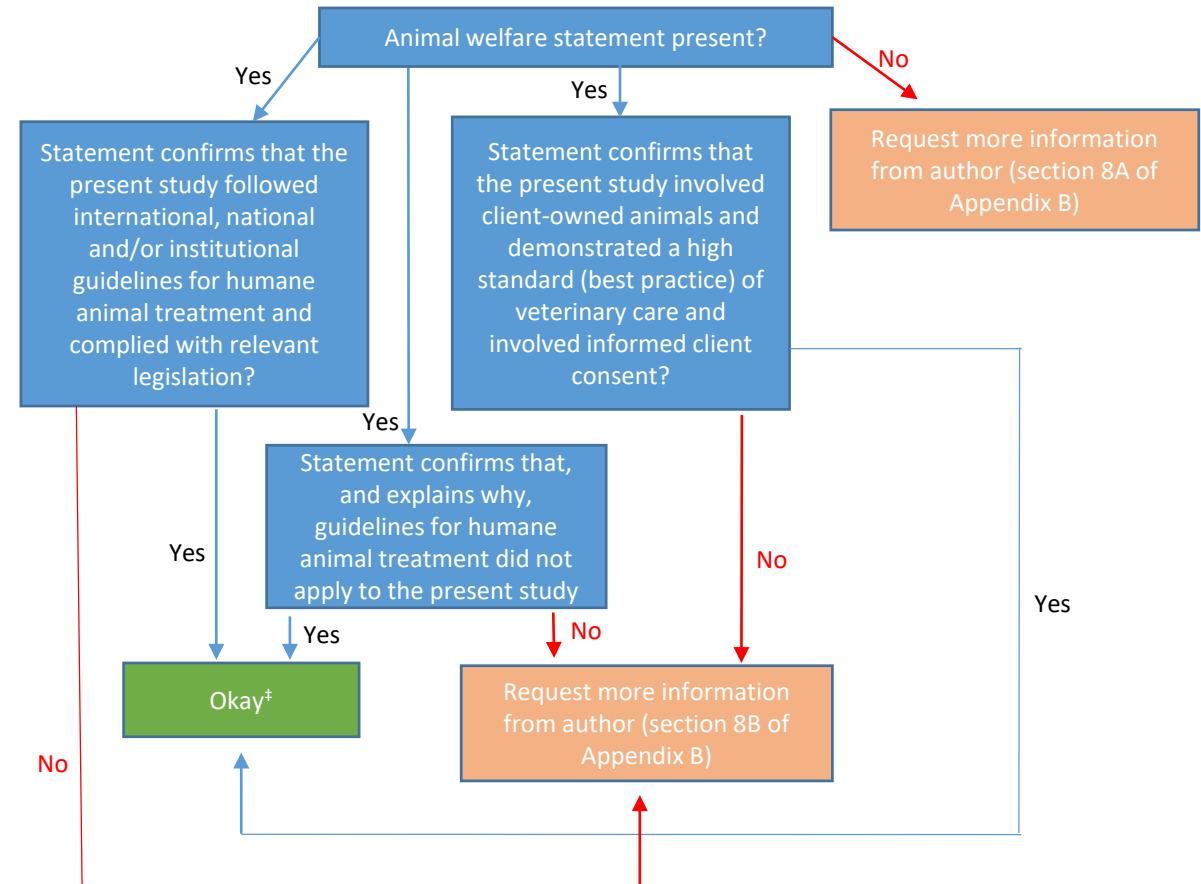 Animal welfare statement present?
Yes
Yes
No
Statement confirms that the
present study followed
international, national
and/or institutional
guidelines for humane
animal treatment and
complied with relevant
legislation?
Statement confirms that
the present study involved
client-owned animals and
demonstrated a high
standard (best practice) of
veterinary care and
involved informed client
consent?
Request more information
from author (section 8A of
Appendix B)
Yes
Statement confirms that,
and explains why,
guidelines for humane
animal treatment did not
apply to the present study
Yes
No
Yes
Yes
No
Okay‡
Request more information
from author (section 8B of
Appendix B)
No